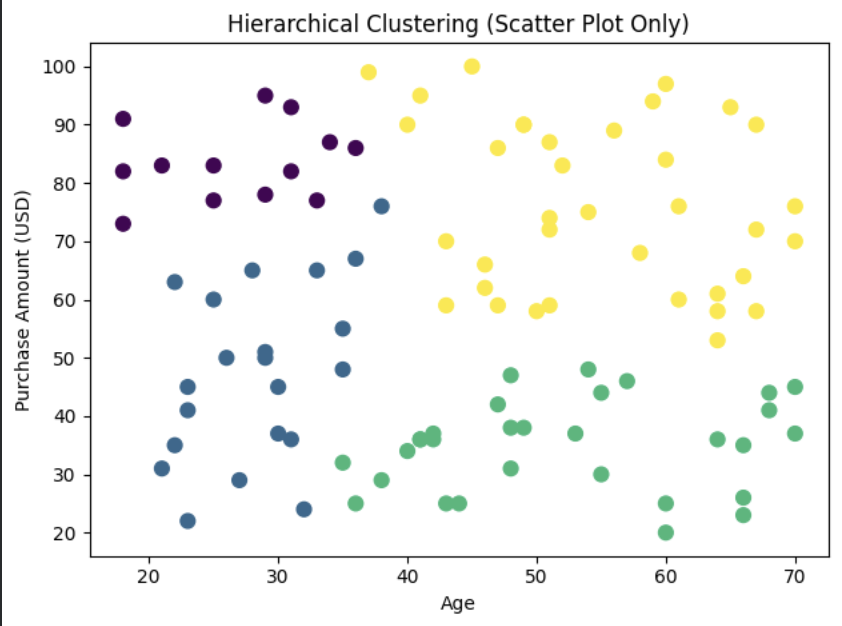 Hierarchical Clustering (Scatter Plot Only)
Purchase Amount (USD)
100
90
80
70
60
50
40
30
20
20 30 40 50 60 70
Age